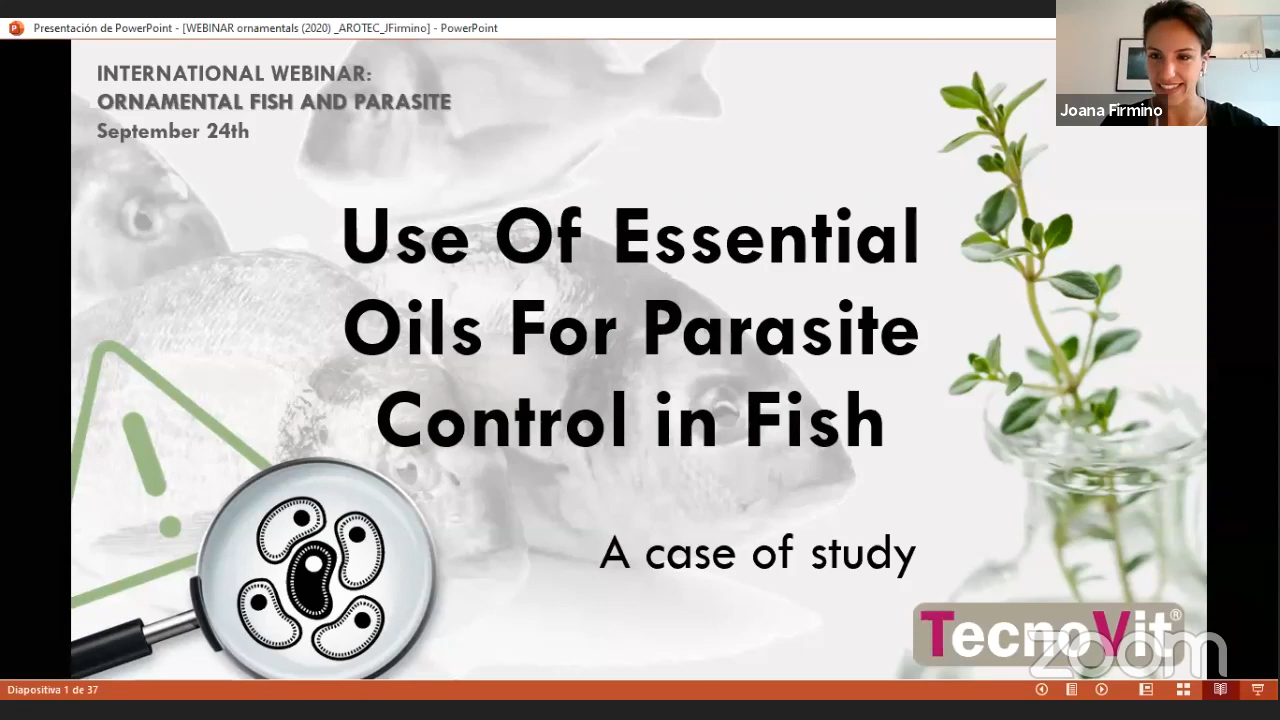 Presentación de PowerPoint - [WEBINAR ornamentals (2020) _AROTEC_JFirmino] - PowerPoint
Joana Firmino
INTERNATIONAL WEBINAR:
ORNAMENTAL FISH AND PARASITE
September 24th
Use Of Essential
Oils For Parasite
Control in Fish
A case of study
TecnoVit®
zoom
Diapositiva 1 de 37